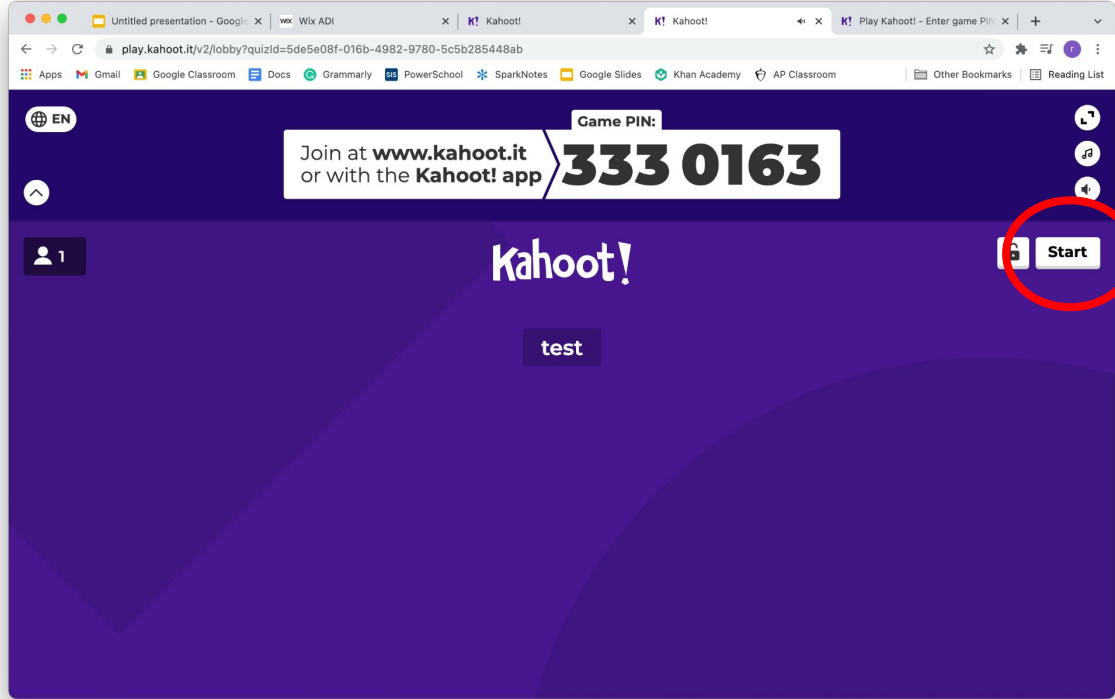 Untitled presentation - Google
WIX Wix ADI
K! Kahoot!
K! Kahoot!
K! Play Kahoot! - Enter game PIN
play.kahoot.it/v2/lobby?quizId=5de5e08f-016b-4982-9780-5c5b285448ab
r
Apps Gmail Google Classroom Docs Grammarly SIS PowerSchool SparkNotes Google Slides Khan Academy AP Classroom Other Bookmarks Reading List
EN
Game PIN:
Join at www.kahoot.it
or with the Kahoot! app
333 0163
1
Kahoot!
Start
test